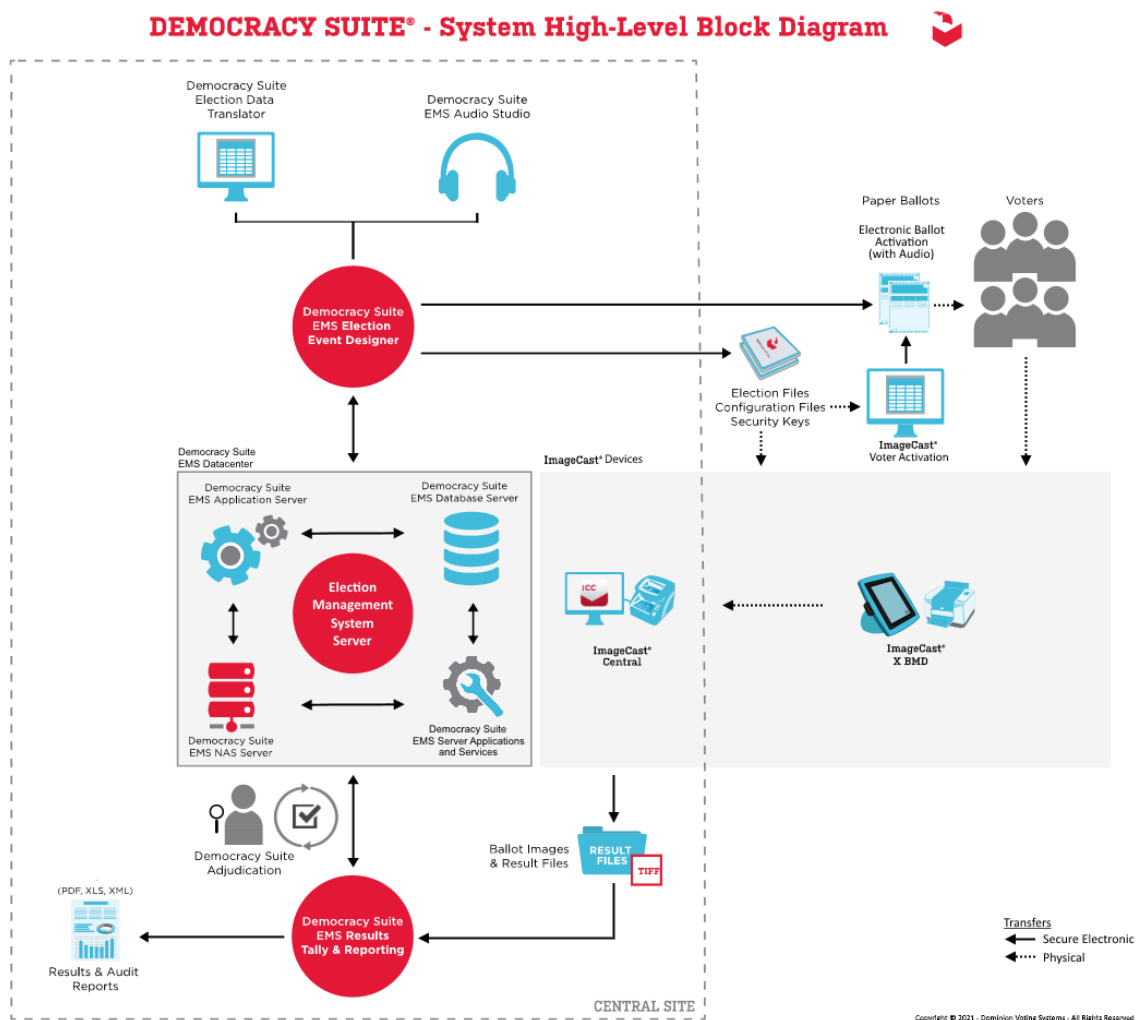 DEMOCRACY SUITE® - System High-Level Block Diagram
Democracy Suite
Election Data
Translator
Democracy Suite
EMS Audio Studio
Paper Ballots
Voters
Electronic Ballot
Activation
(with Audio)
Democracy Suite
EMS Election
Event Designer
Election Files
Configuration Files
Security Keys
ImageCast®
Voter Activation
Democracy Suite
EMS Datacenter
ImageCast® Devices
Democracy Suite
EMS Application Server
Democracy Suite
EMS Database Server
Election
Management
System
Server
ICC
ImageCast®
Central
ImageCast®
X BMD
Democracy Suite
EMS NAS Server
Democracy Suite
EMS Server Applications
and Services
Democracy Suite
Adjudication
Ballot Images
& Result Files
RESULT
FILES
TIFF
(PDF, XLS, XML)
Results & Audit
Reports
Democracy Suite
EMS Results
Tally & Reporting
Transfers
Secure Electronic
Physical
CENTRAL SITE
Copyright © 2021 - Dominion Voting Systems - All Rights Reserved